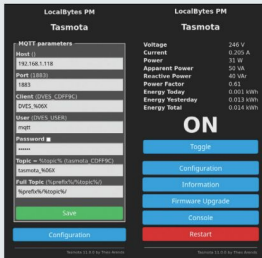 LocalBytes PM
Tasmota
MQTT parameters
Host ()
192.168.1.118
Port (1883)
1883
Client (DVES_C0FF9C)
DVES_%06X
User (DVES_USER)
mqtt
Password
••••••
Topic = %topic% (tasmota_C0FF9C)
tasmota_%06X
Full Topic (%prefix%/%topic%/)
%prefix%/%topic%/
Save
Configuration
LocalBytes PM
Tasmota
Voltage 246 V
Current 0.205 A
Power 31 W
Apparent Power 50 VA
Reactive Power 40 VAr
Power Factor 0.61
Energy Today 0.001 kWh
Energy Yesterday 0.013 kWh
Energy Total 0.014 kWh
ON
Toggle
Configuration
Information
Firmware Upgrade
Console
Restart